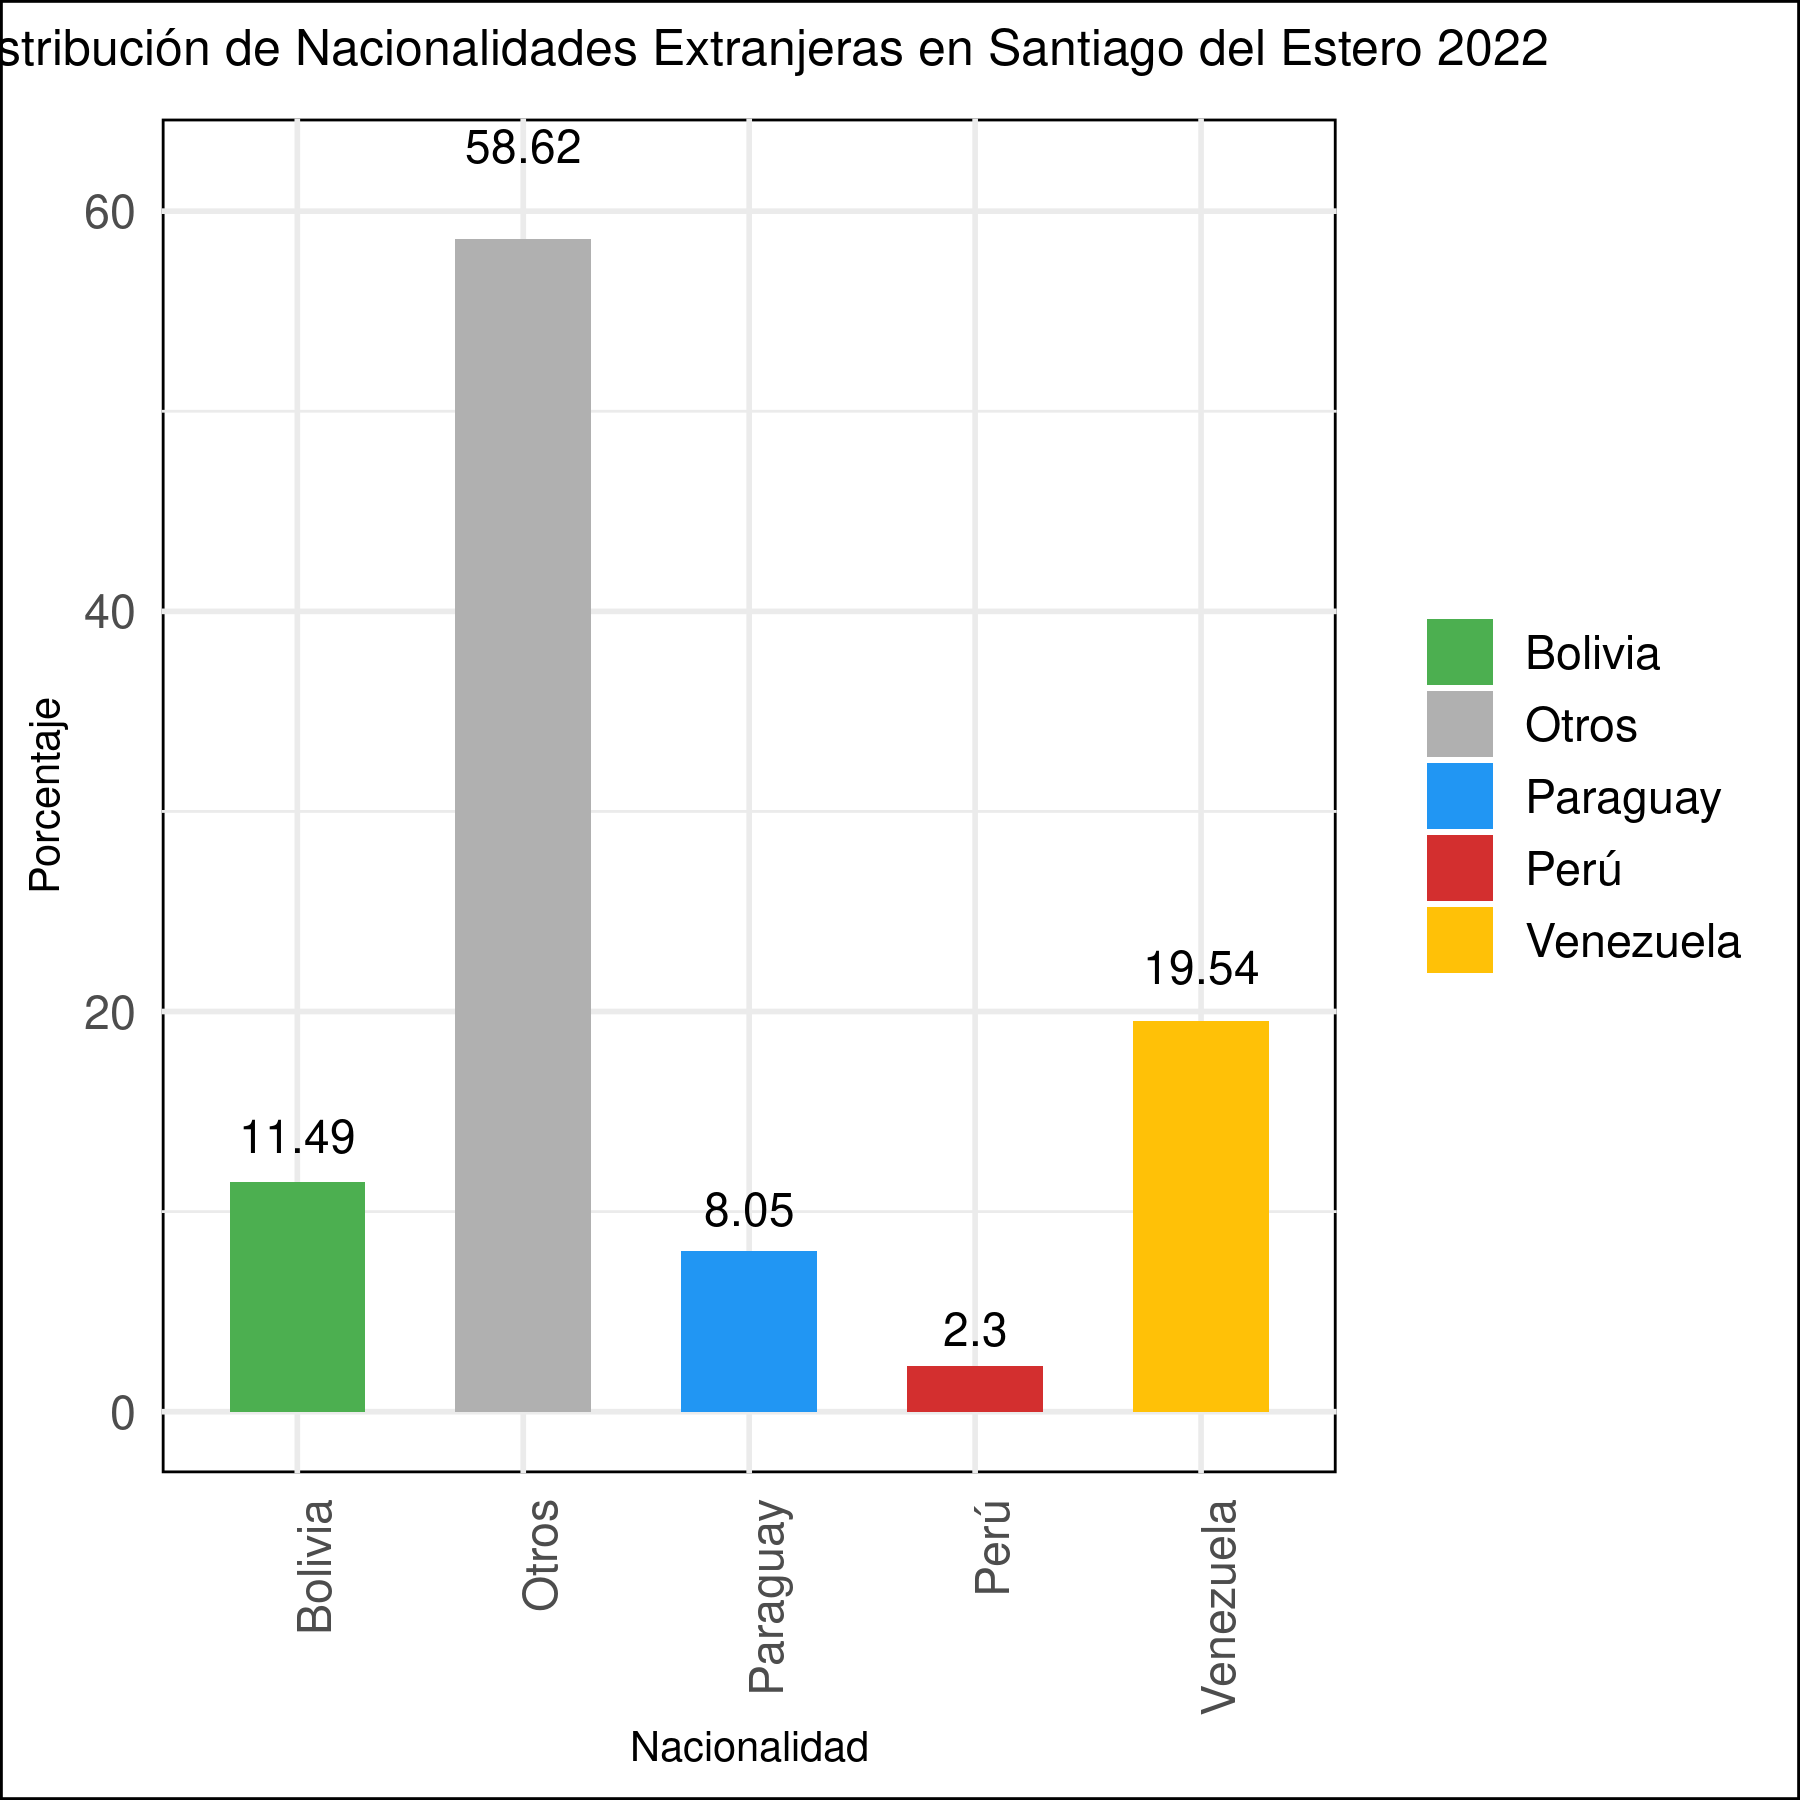 stribución de Nacionalidades Extranjeras en Santiago del Estero 2022
58.62
60
40
20
0
11.49
8.05
2.3
19.54
Porcentaje
Bolivia
Otros
Paraguay
Perú
Venezuela
Nacionalidad
Bolivia
Otros
Paraguay
Perú
Venezuela